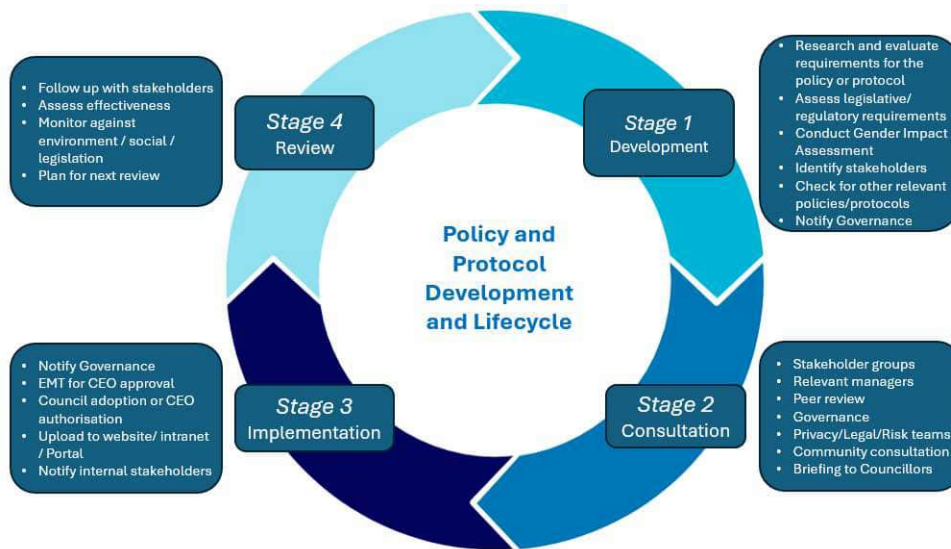 Policy and
Protocol
Development
and Lifecycle
Stage 1
Development
• Research and evaluate
requirements for the
policy or protocol
• Assess legislative/
regulatory requirements
• Conduct Gender Impact
Assessment
• Identify stakeholders
• Check for other relevant
policies/protocols
• Notify Governance
Stage 2
Consultation
• Stakeholder groups
• Relevant managers
• Peer review
• Governance
• Privacy/Legal/Risk teams
• Community consultation
• Briefing to Councillors
Stage 3
Implementation
• Notify Governance
• EMT for CEO approval
• Council adoption or CEO
authorisation
• Upload to website/ intranet
/ Portal
• Notify internal stakeholders
Stage 4
Review
• Follow up with stakeholders
• Assess effectiveness
• Monitor against
environment / social /
legislation
• Plan for next review